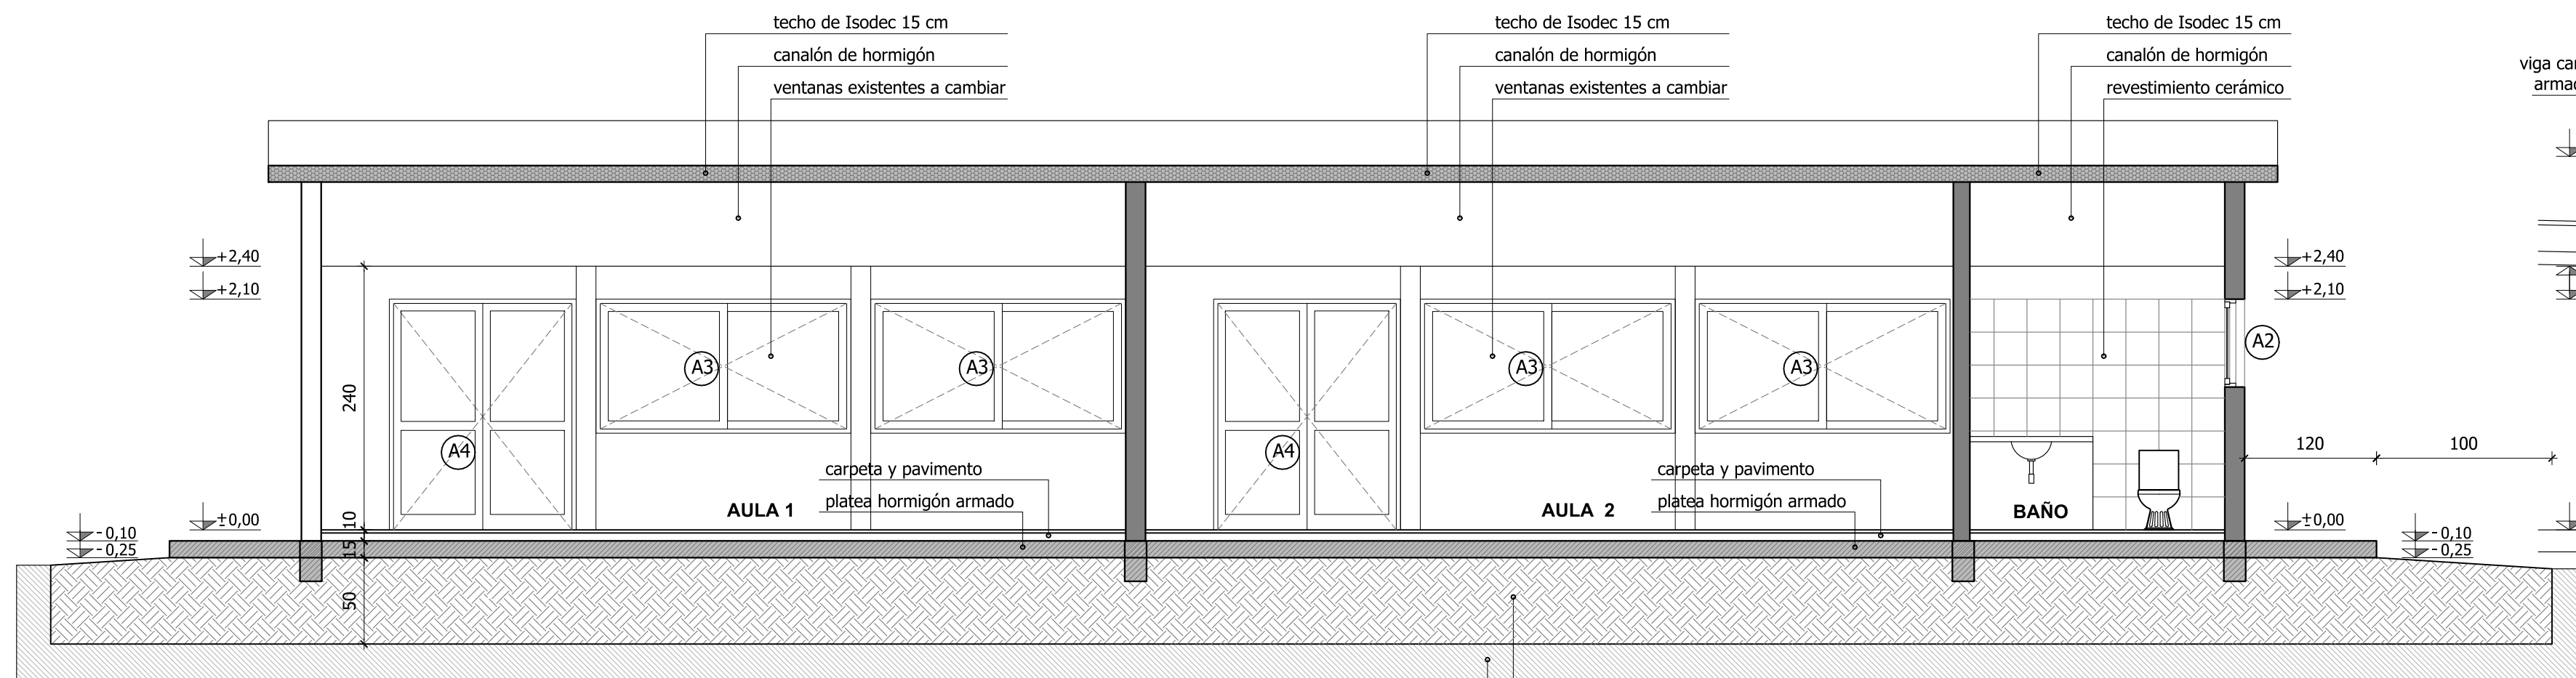 techo de Isodec 15 cm
canalón de hormigón
ventanas existentes a cambiar
techo de Isodec 15 cm
canalón de hormigón
ventanas existentes a cambiar
techo de Isodec 15 cm
canalón de hormigón
revestimiento cerámico
viga ca
arma
+2,40
+2,10
+2,40
+2,10
A3
A3
A3
A3
A2
240
A4
A4
120
100
carpeta y pavimento
platea hormigón armado
carpeta y pavimento
platea hormigón armado
AULA 1
AULA 2
BAÑO
±0,00
10
±0,00
- 0,10
- 0,25
15
- 0,10
- 0,25
50